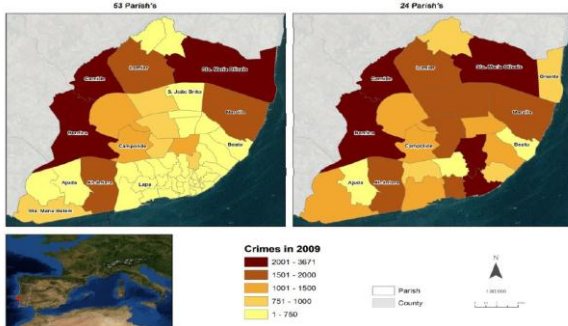 53 Parish's
24 Parish's
Carnide
Lumiar
Sta. Maria Olivais
S. João Brito
Marvila
Benfica
Campolide
Beato
Ajuda
Alcântara
Lapa
Sta. Maria Belém
Carnide
Lumiar
Sta. Maria Olivais
Oriente
Marvila
Benfica
Campolide
Beato
Ajuda
Alcântara
Crimes in 2009
2001 - 3671
1501 - 2000
1001 - 1500
751 - 1000
1 - 750
Parish
County
N